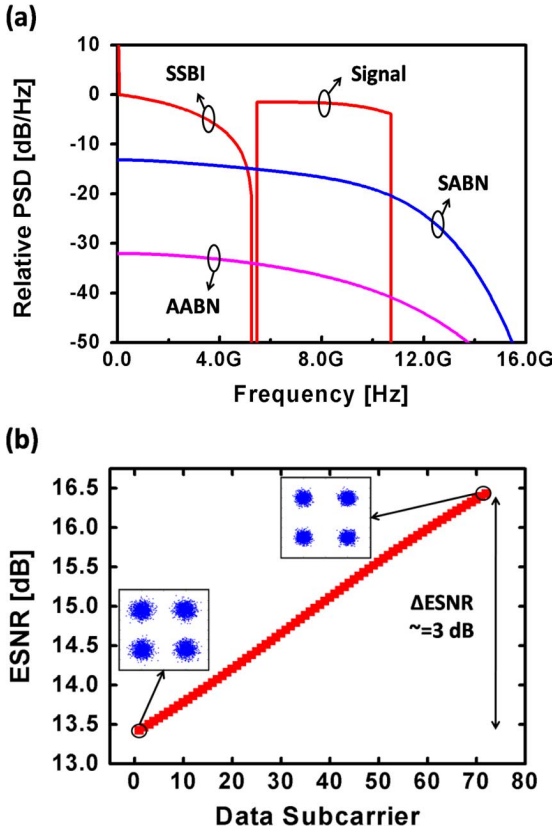 (a)
10
0
-10
-20
-30
-40
-50
Relative PSD [dB/Hz]
SSBI
Signal
SABN
AABN
0.0
4.0G
8.0G
12.0G
16.0G
Frequency [Hz]
(b)
16.5
16.0
15.5
15.0
14.5
14.0
13.5
13.0
ESNR [dB]
ΔESNR
~=3 dB
0
10
20
30
40
50
60
70
80
Data Subcarrier